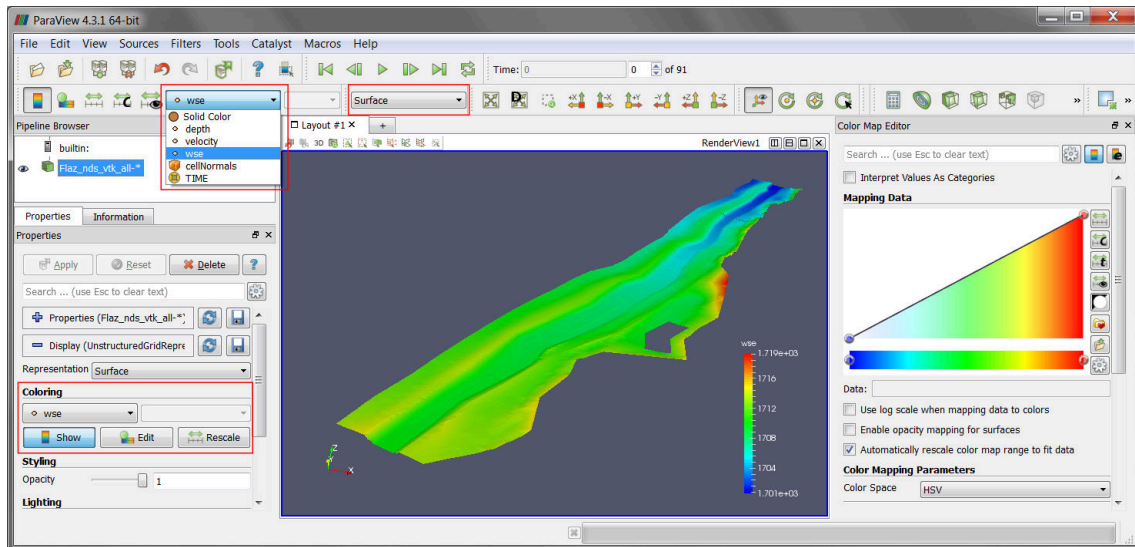 ParaView 4.3.1 64-bit
File Edit View Sources Filters Tools Catalyst Macros Help
Time: 0 0 of 91
wse Surface
Solid Color
depth
velocity
wse
cellNormals
TIME
Pipeline Browser
builtin:
Flaz_nds_vtk_all-*
Properties Information
Properties
Apply Reset Delete ?
Search ... (use Esc to clear text)
Properties (Flaz_nds_vtk_all-*)
Display (UnstructuredGridRepre
Representation Surface
Coloring
wse
Show Edit Rescale
Styling
Opacity 1
Lighting
Layout #1 +
3D RenderView1
Z
Y
X
wse
1.719e+03
1716
1712
1708
1704
1.701e+03
Color Map Editor
Search ... (use Esc to clear text)
Interpret Values As Categories
Mapping Data
Data:
Use log scale when mapping data to colors
Enable opacity mapping for surfaces
Automatically rescale color map range to fit data
Color Mapping Parameters
Color Space HSV